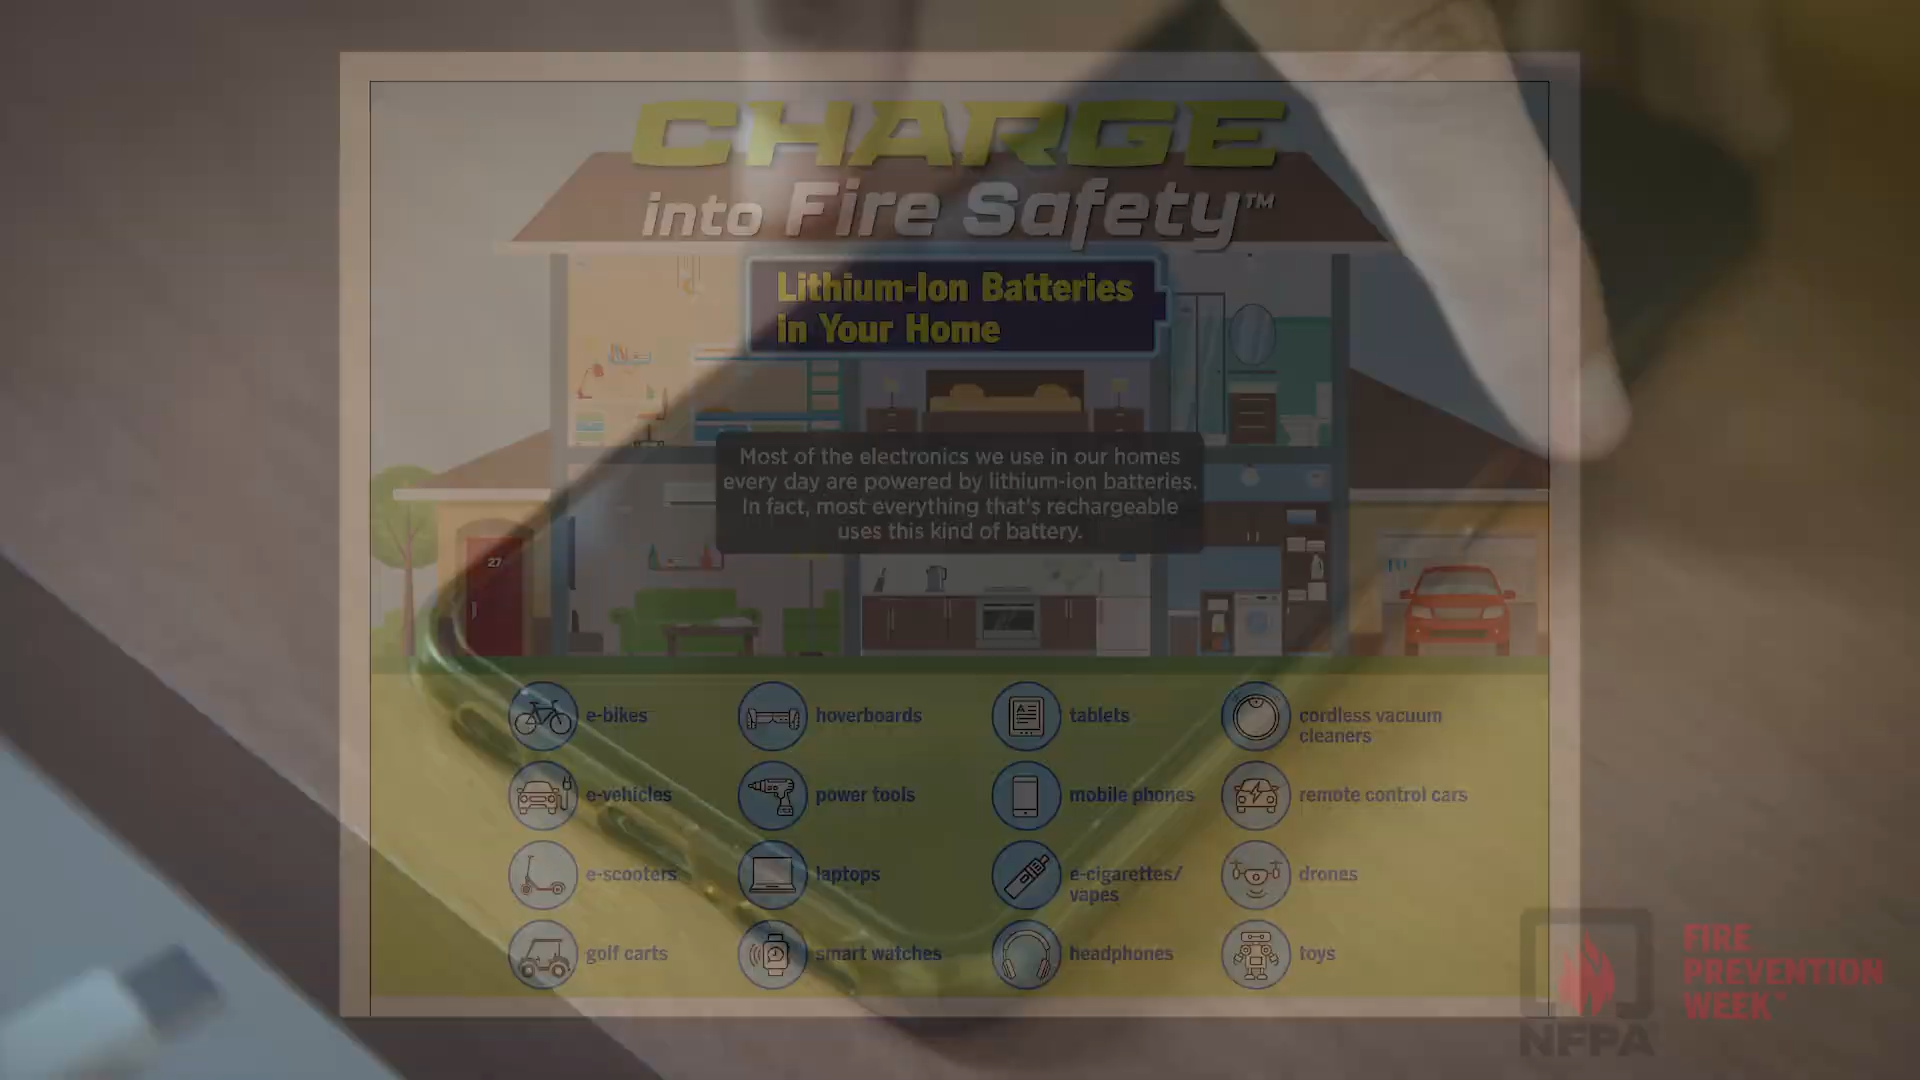 CHARGE
into Fire Safety™
Lithium-Ion Batteries
in Your Home
Most of the electronics we use in our homes
every day are powered by lithium-ion batteries.
In fact, most everything that's rechargeable
uses this kind of battery.
27
e-bikes
hoverboards
tablets
cordless vacuum
cleaners
e-vehicles
power tools
mobile phones
remote control cars
e-scooters
laptops
e-cigarettes/
vapes
drones
golf carts
smart watches
headphones
toys
NFPA
FIRE
PREVENTION
WEEK™